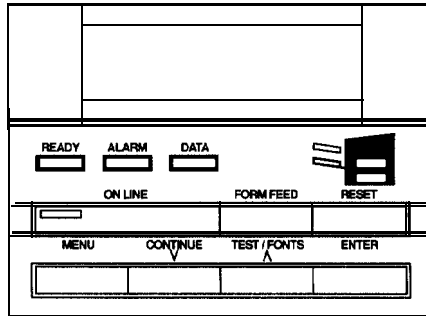 READY ALARM DATA
ON LINE FORM FEED RESET
MENU CONTINUE TEST / FONTS ENTER